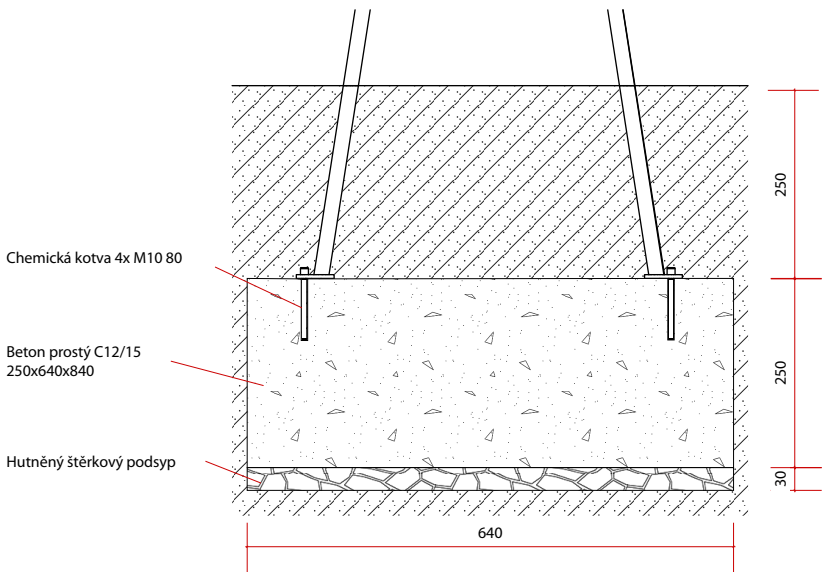 250
Chemická kotva 4x M10 80
Beton prostý C12/15
250x640x840
250
Hutněný štěrkový podsyp
30
640